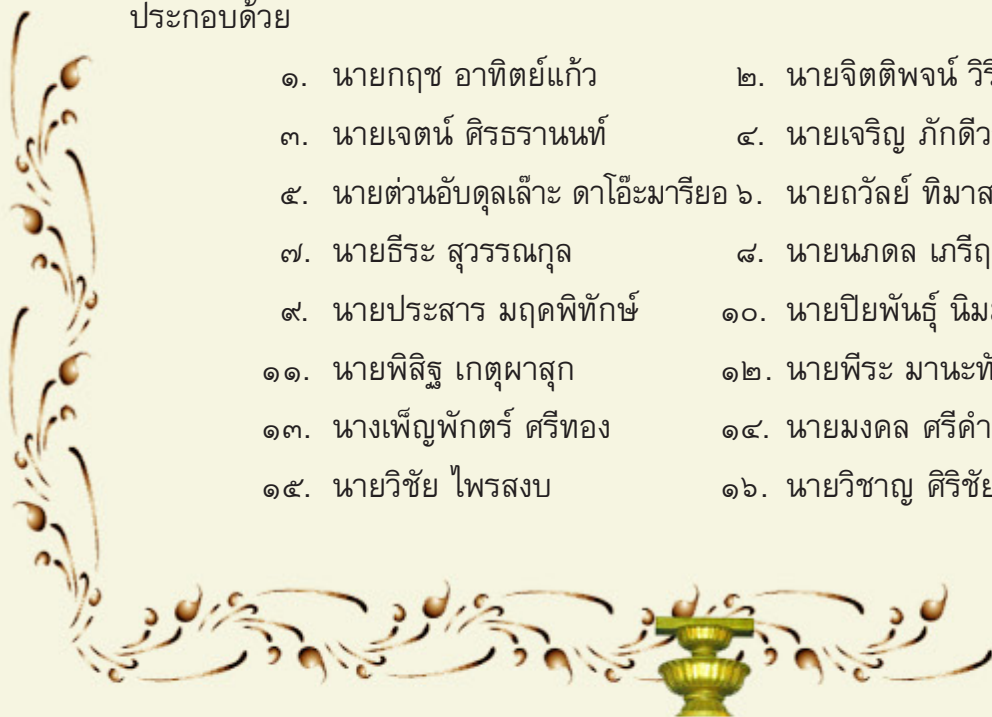 ประกอบด้วย
๑. นายกฤช อาทิตย์แก้ว ๒. นายจิตติพจน์
๓. นายเจตน์ ศิรธรานนท์ ๔. นายเจริญ
๕. นายต่วนอับดุลเล๊าะ ดาโอ๊ะมารียอ ๖. นายถวัลย์
๗. นายธีระ สุวรรณกุล ๘. นายนภดล
๙. นายประสาร มฤคพิทักษ์ ๑๐. นายปิยพันธุ์
๑๑. นายพิสิฐ เกตุผาสุก ๑๒. นายพีระ
๑๓. นางเพ็ญพักตร์ ศรีทอง ๑๔. นายมงคล
๑๕. นายวิชัย ไพรสงบ ๑๖. นายวิชาญ